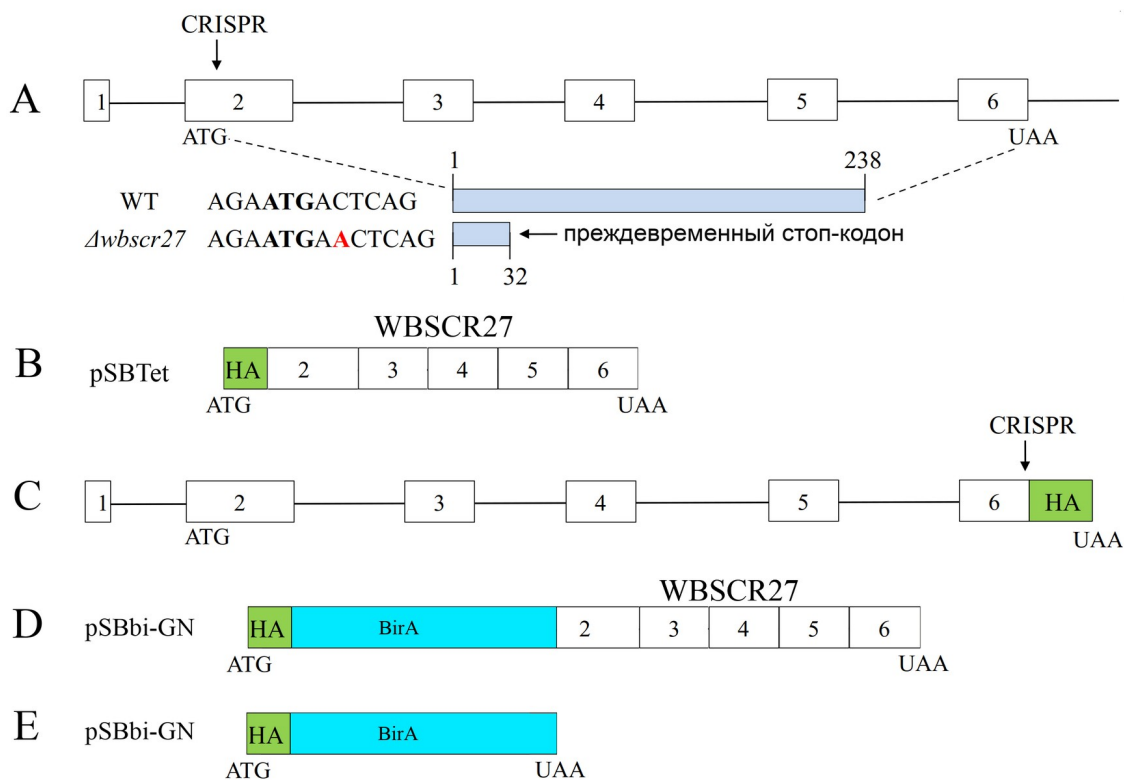 CRISPR
A 1 2 3 4 5 6
ATG UAA
1 238
WT AGAATGACTCAG
Δwbscr27 AGAATGAACTCAG преждевременный стоп-кодон
1 32
WBSCR27
B pSBTet HA 2 3 4 5 6
ATG UAA
CRISPR
C 1 2 3 4 5 6 HA
ATG UAA
WBSCR27
D pSBbi-GN HA BirA 2 3 4 5 6
ATG UAA
E pSBbi-GN HA BirA
ATG UAA